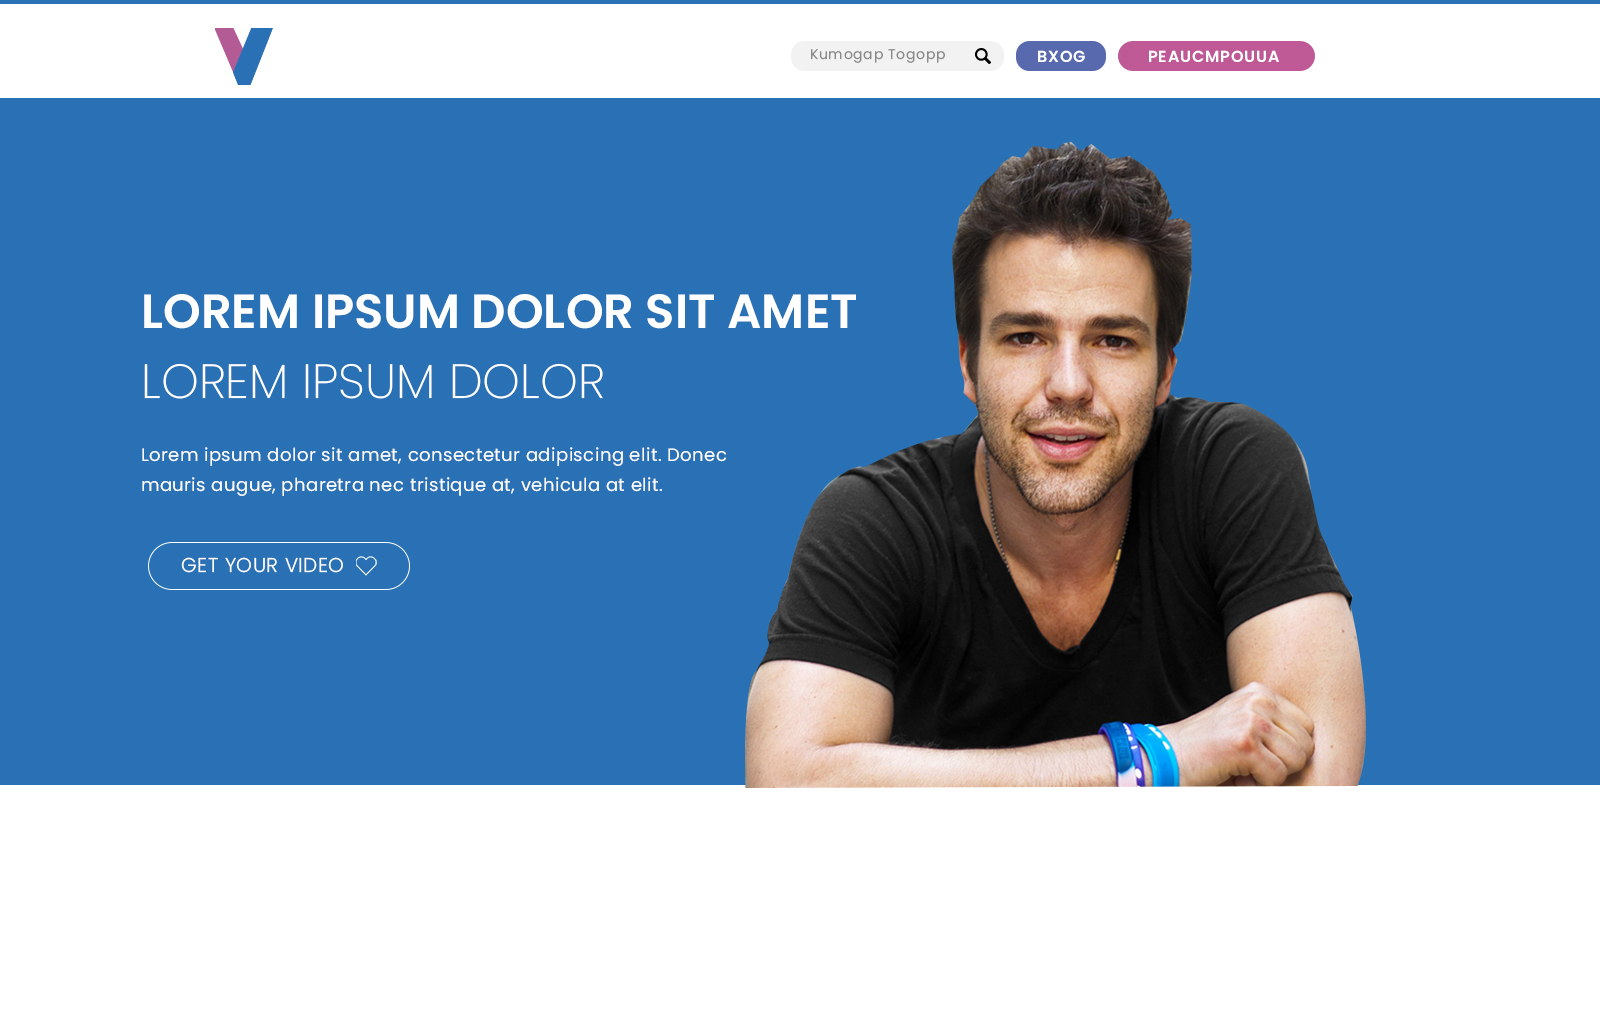 V
Kumogap Togopp
BXOG
PEAUCMPOUUA
LOREM IPSUM DOLOR SIT AMET
LOREM IPSUM DOLOR
Lorem ipsum dolor sit amet, consectetur adipiscing elit. Donec
mauris augue, pharetra nec tristique at, vehicula at elit.
GET YOUR VIDEO